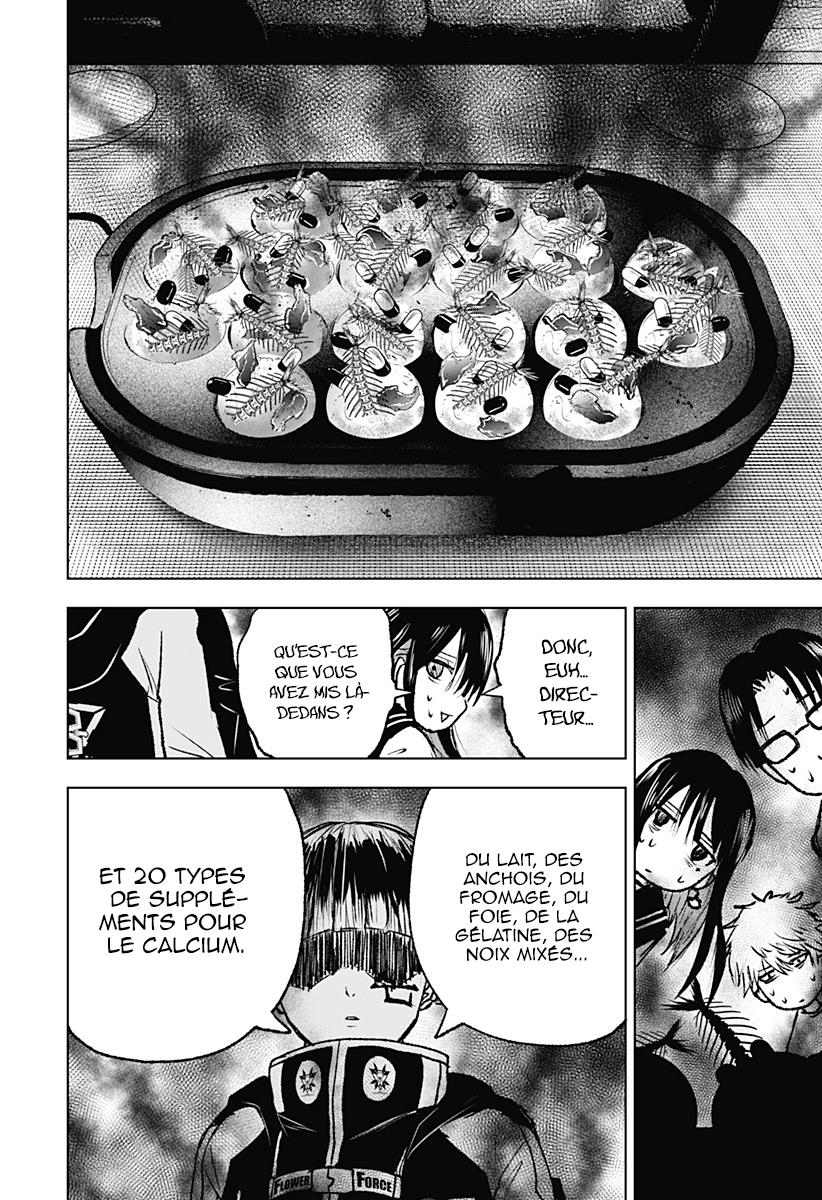 DONC,
EUH...
DIREC-
TEUR...
QU'EST-CE
QUE VOUS
AVEZ MIS LÀ-
DEDANS ?
DU LAIT, DES
ANCHOIS, DU
FROMAGE, DU
FOIE, DE LA
GÉLATINE, DES
NOIX MIXÉS...
ET 20 TYPES
DE SUPPLÉ-
MENTS POUR
LE CALCIUM.
FLOWER FORCE